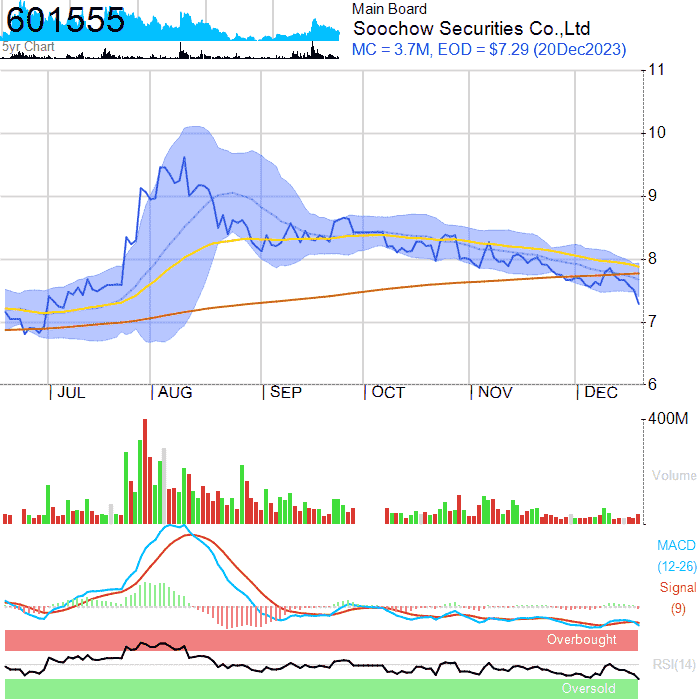 601555
5yr Chart
Main Board
Soochow Securities Co.,Ltd
MC = 3.7M, EOD = $7.29 (20Dec2023)
11
10
9
8
7
6
JUL AUG SEP OCT NOV DEC
400M
Volume
MACD
(12-26)
Signal
(9)
Overbought
RSI(14)
Oversold